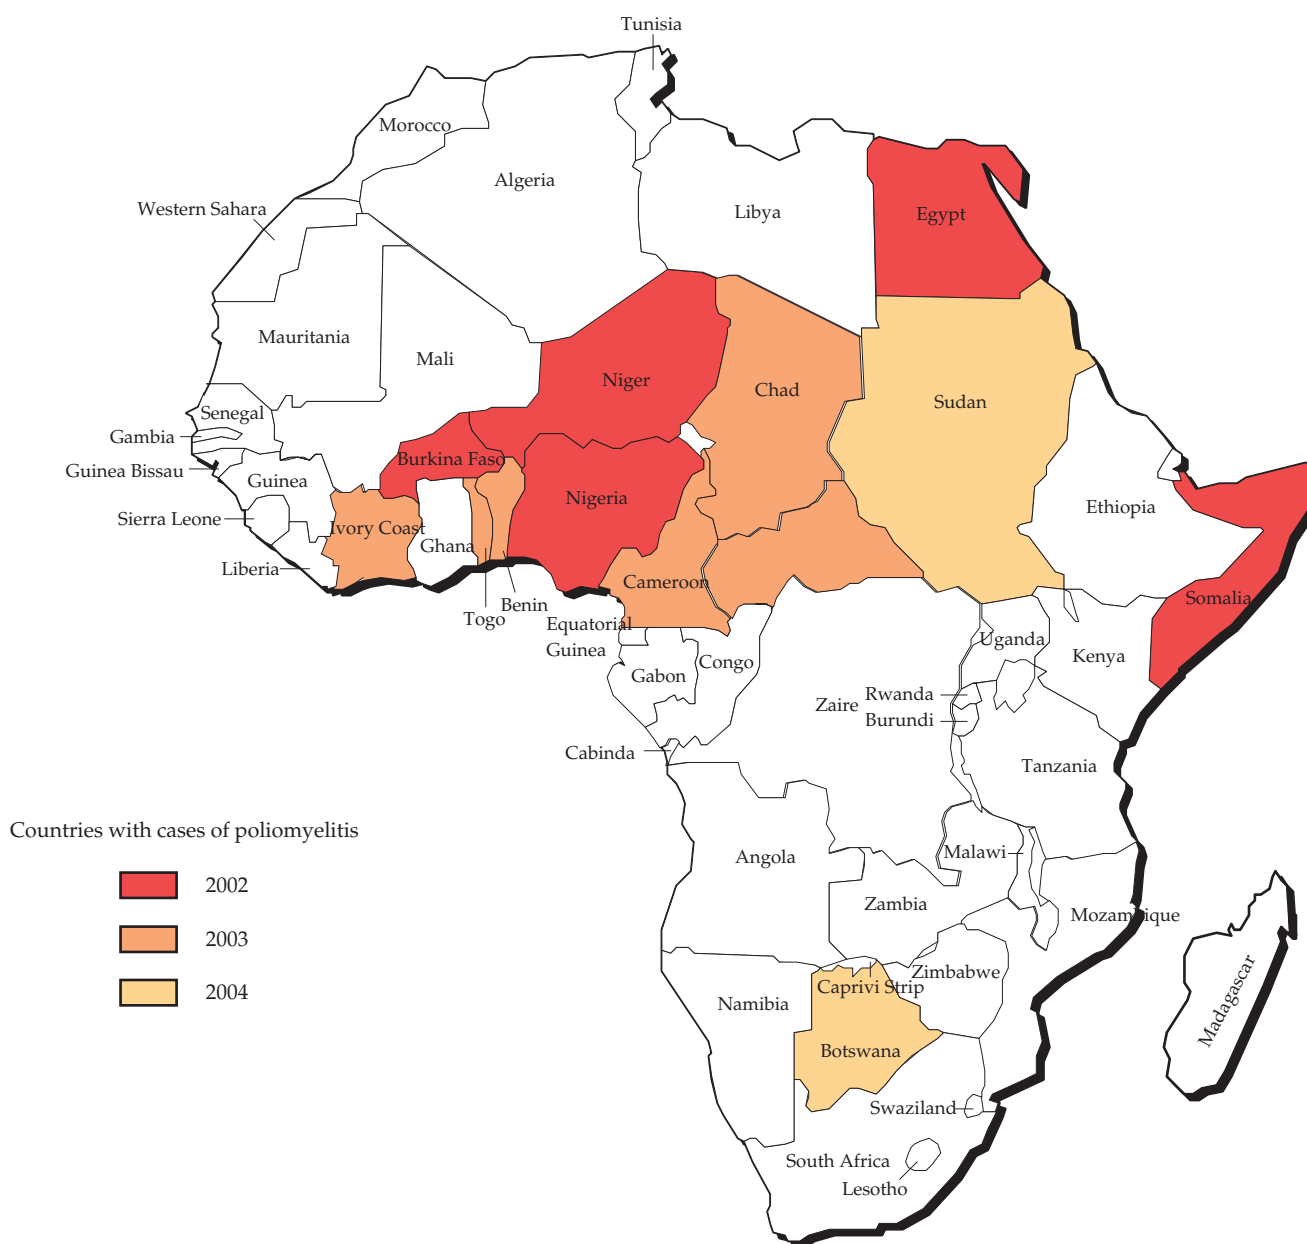 Tunisia
Morocco
Algeria
Western Sahara
Libya
Egypt
Mauritania
Mali
Niger
Chad
Sudan
Senegal
Gambia
Burkina Faso
Guinea Bissau
Guinea
Nigeria
Ethiopia
Sierra Leone
Ivory Coast
Ghana
Liberia
Cameroon
Somalia
Benin
Togo
Equatorial
Guinea
Uganda
Kenya
Congo
Gabon
Rwanda
Zaire
Burundi
Cabinda
Tanzania
Countries with cases of poliomyelitis
Angola
Malawi
2002
Zambia
Mozambique
2003
Zimbabwe
Caprivi Strip
2004
Namibia
Madagascar
Botswana
Swaziland
South Africa
Lesotho